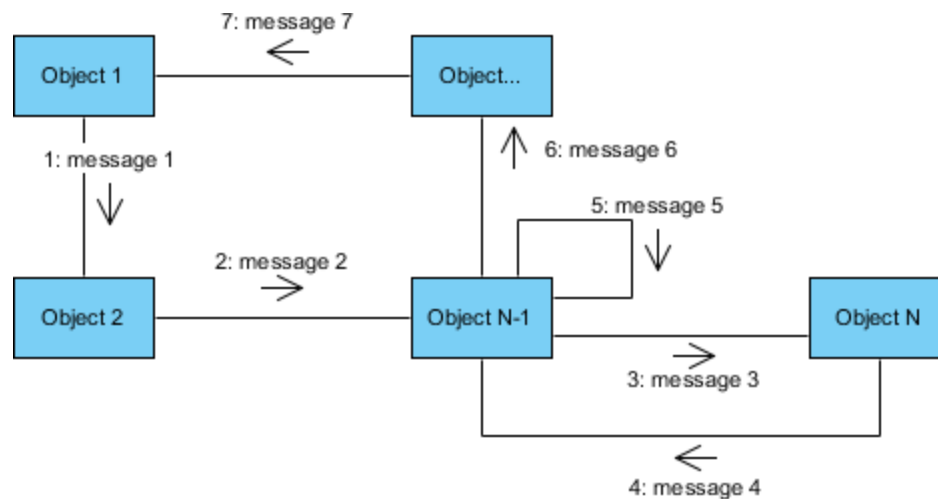 7: message 7
Object 1
Object...
1: message 1
6: message 6
5: message 5
2: message 2
Object 2
Object N-1
Object N
3: message 3
4: message 4